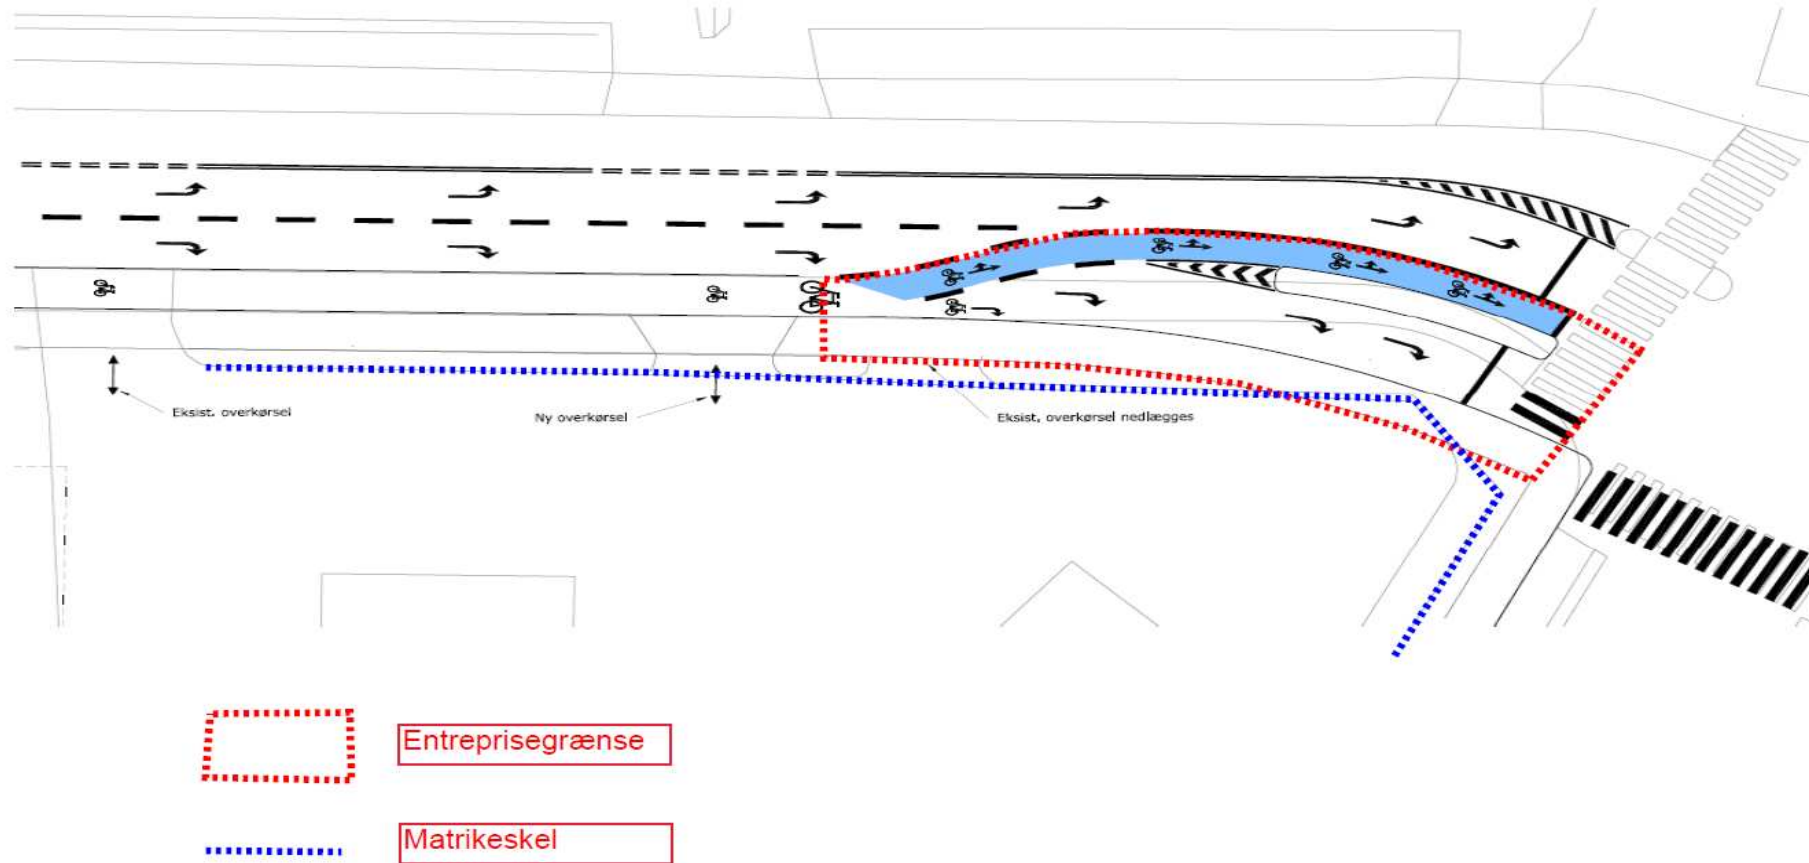 Eksist. overkørsel
Ny overkørsel
Eksist. overkørsel nedlægges
Entreprisegrænse
Matrikeskel